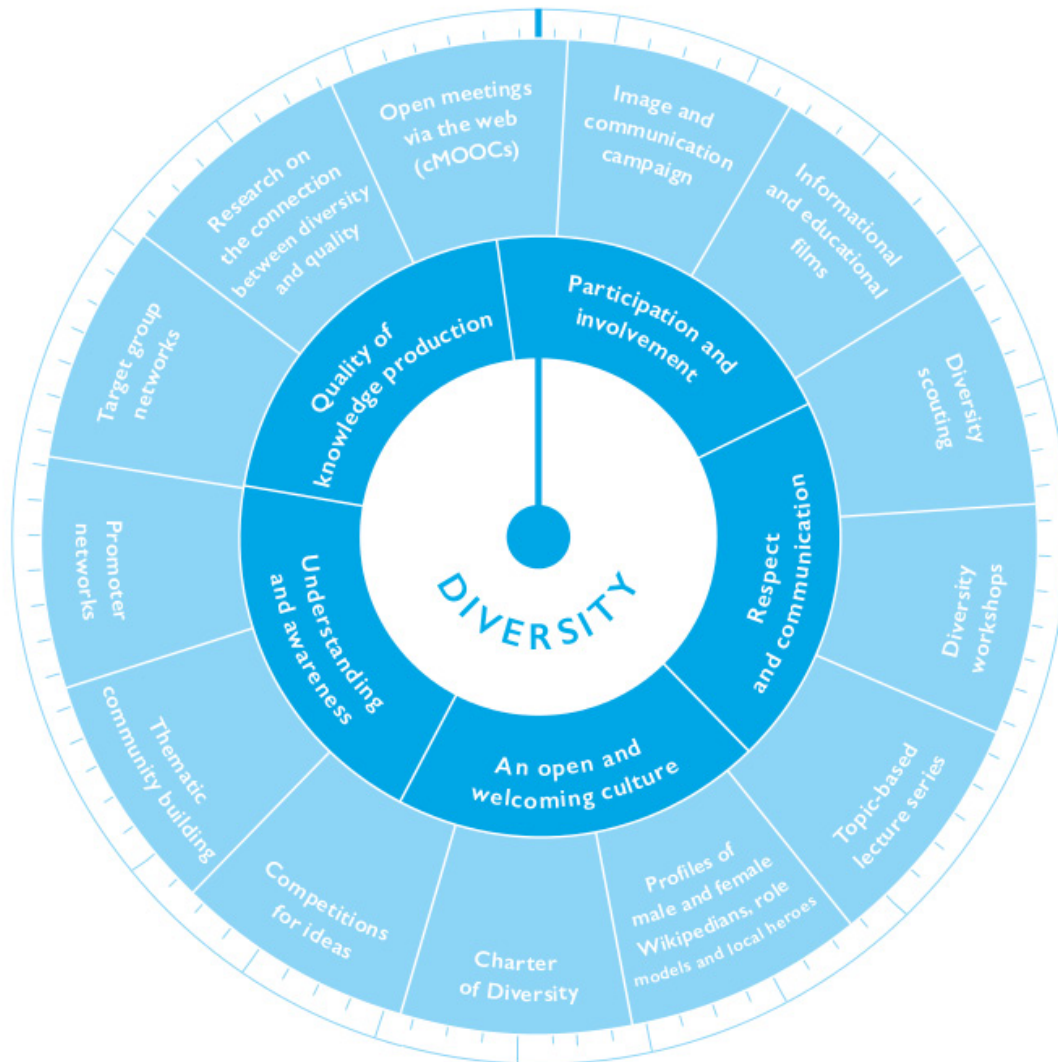 Open meetings
via the web
(cMOOCs)
Image and
communication
campaign
Informational
and educational
films
Diversity
scouting
Diversity
workshops
Topic-based
lecture series
Profiles of
male and female
Wikipedians, role
models and local heroes
Charter
of Diversity
Competitions
for ideas
Thematic
community building
Promoter
networks
Target group
networks
Research on
the connection
between diversity
and quality
Participation and
involvement
Respect
and communication
An open and
welcoming culture
Understanding
and awareness
Quality of
knowledge production
DIVERSITY